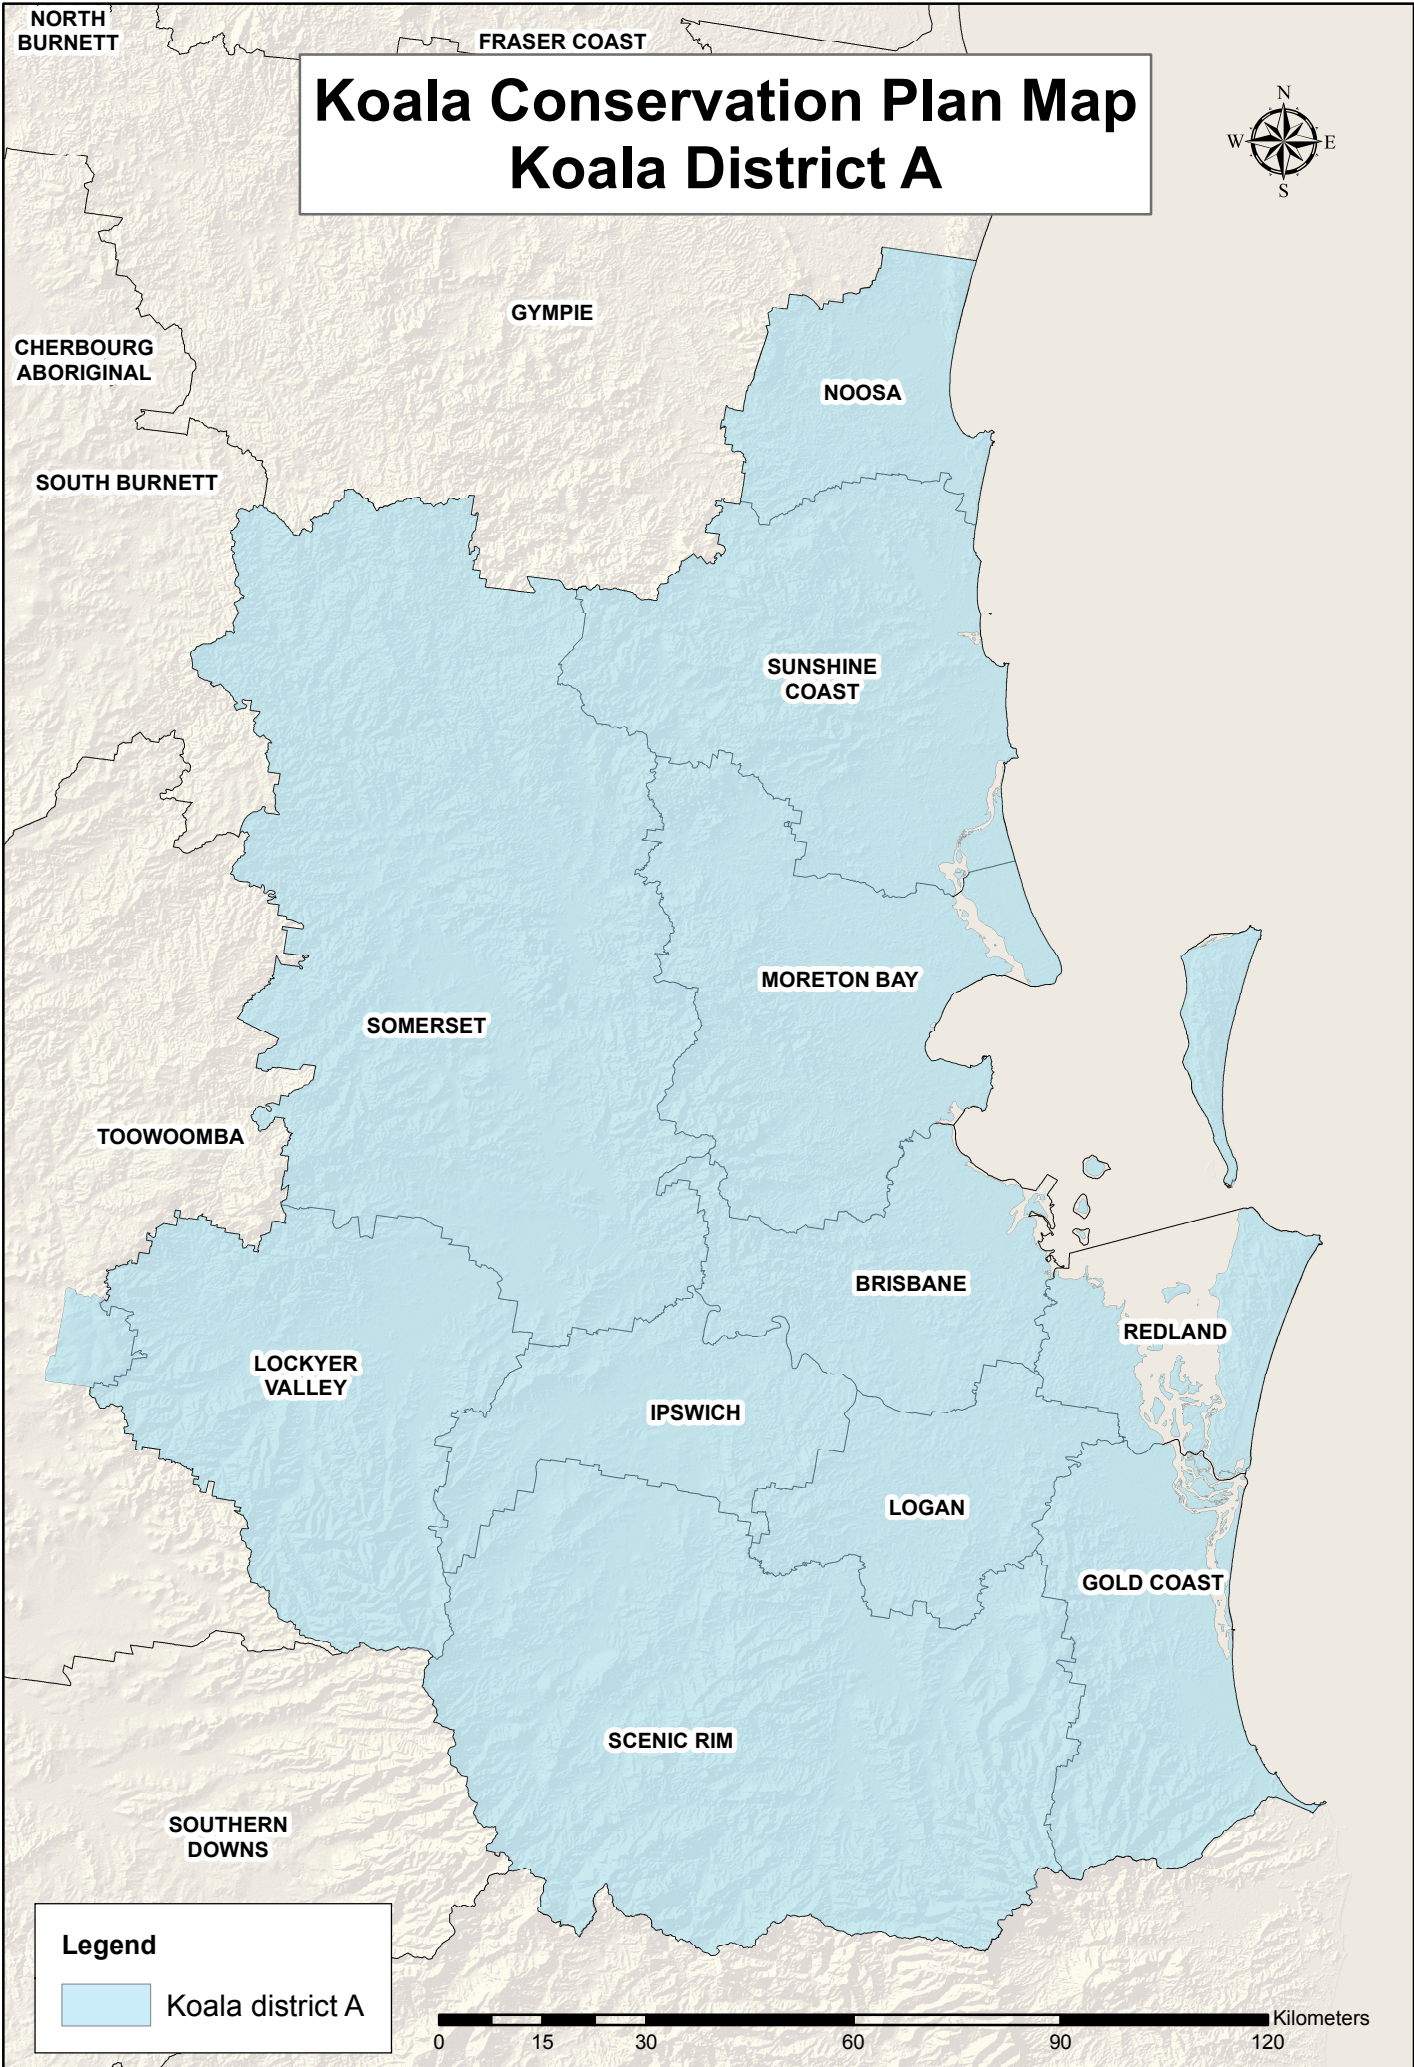 NORTH
BURNETT
FRASER COAST
Koala Conservation Plan Map
Koala District A
N
W
E
S
GYMPIE
CHERBOURG
ABORIGINAL
NOOSA
SOUTH BURNETT
SUNSHINE
COAST
MORETON BAY
SOMERSET
TOOWOOMBA
BRISBANE
REDLAND
LOCKYER
VALLEY
IPSWICH
LOGAN
GOLD COAST
SCENIC RIM
SOUTHERN
DOWNS
Legend
Koala district A
Kilometers
0 15 30 60 90 120